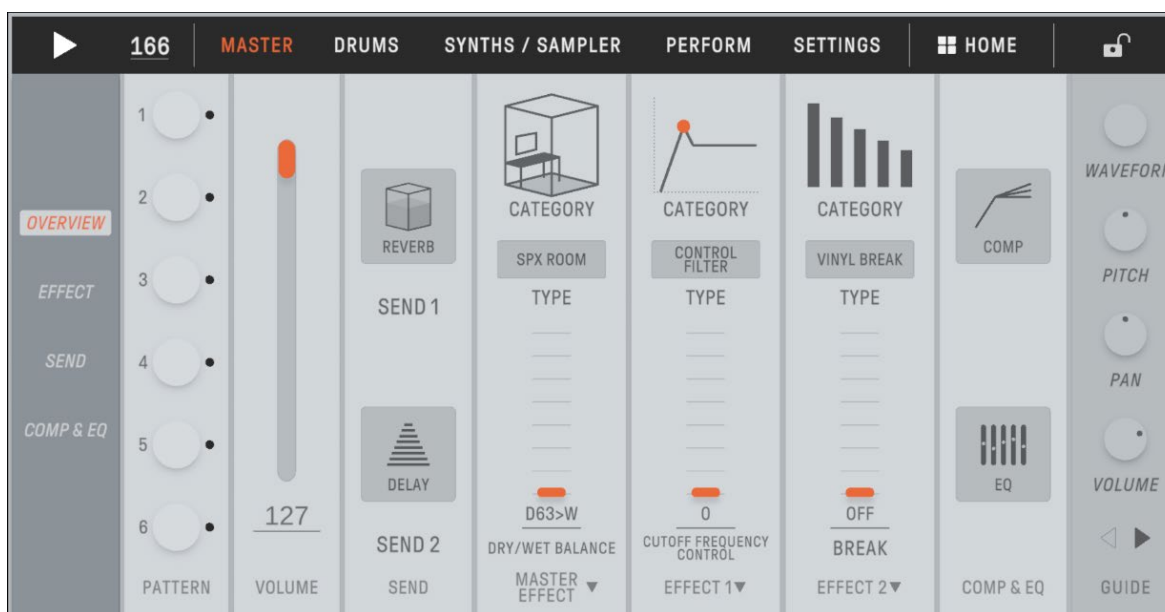 166
MASTER
DRUMS
SYNTHS / SAMPLER
PERFORM
SETTINGS
HOME
OVERVIEW
EFFECT
SEND
COMP & EQ
1
2
3
4
5
6
PATTERN
127
VOLUME
REVERB
SEND 1
DELAY
SEND 2
SEND
CATEGORY
SPX ROOM
TYPE
D63>W
DRY/WET BALANCE
MASTER
EFFECT
CATEGORY
CONTROL
FILTER
TYPE
0
CUTOFF FREQUENCY
CONTROL
EFFECT 1
CATEGORY
VINYL BREAK
TYPE
OFF
BREAK
EFFECT 2
COMP
EQ
COMP & EQ
WAVEFORM
PITCH
PAN
VOLUME
GUIDE